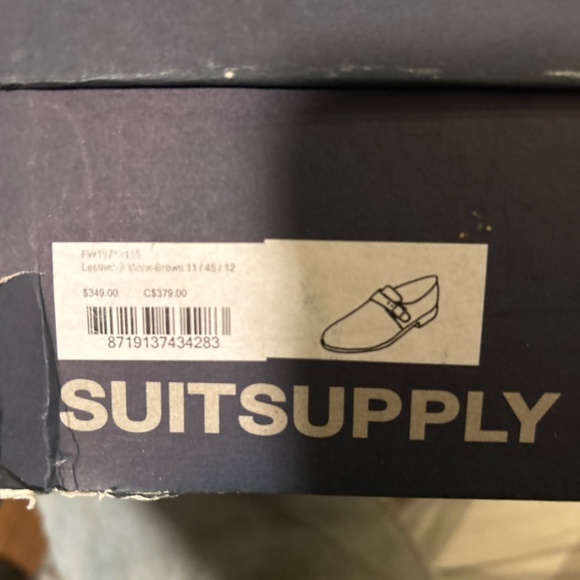 Brown 11 / 45 / 12
$349.00 C$379.00
8719137434283
SUITSUPPLY